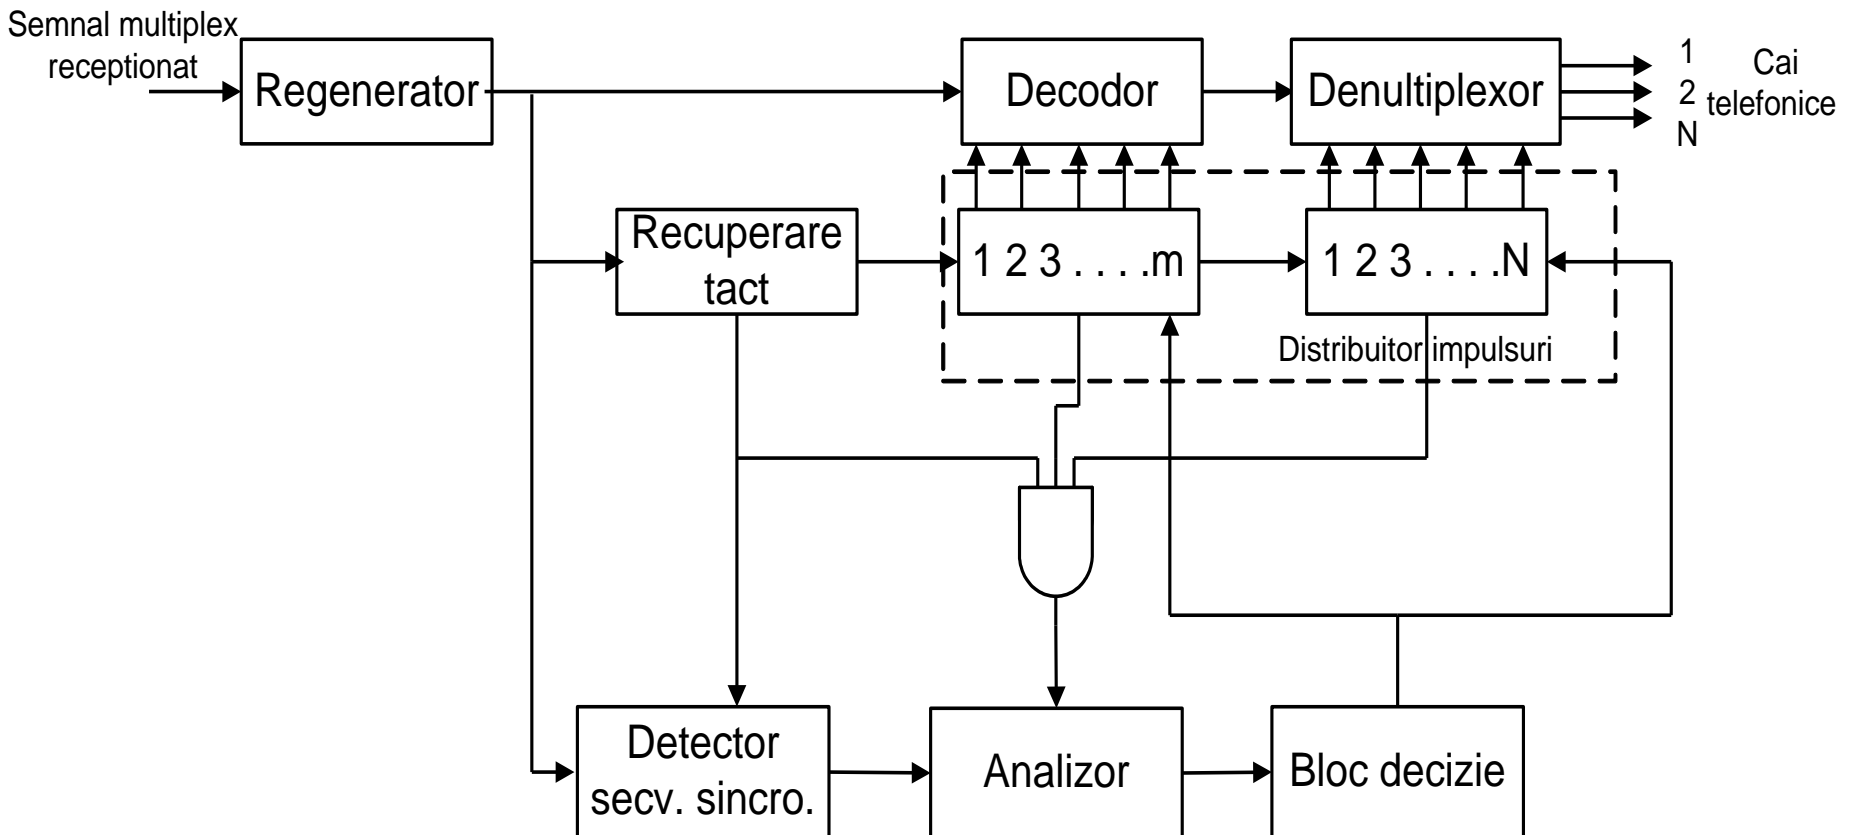 Semnal multiplex
receptionat
Regenerator
Decodor
Denultiplexor
1
2
N
Cai
telefonice
Recuperare
tact
1 2 3 . . . .m
1 2 3 . . . .N
Distribuitor impulsuri
Detector
secv. sincro.
Analizor
Bloc decizie